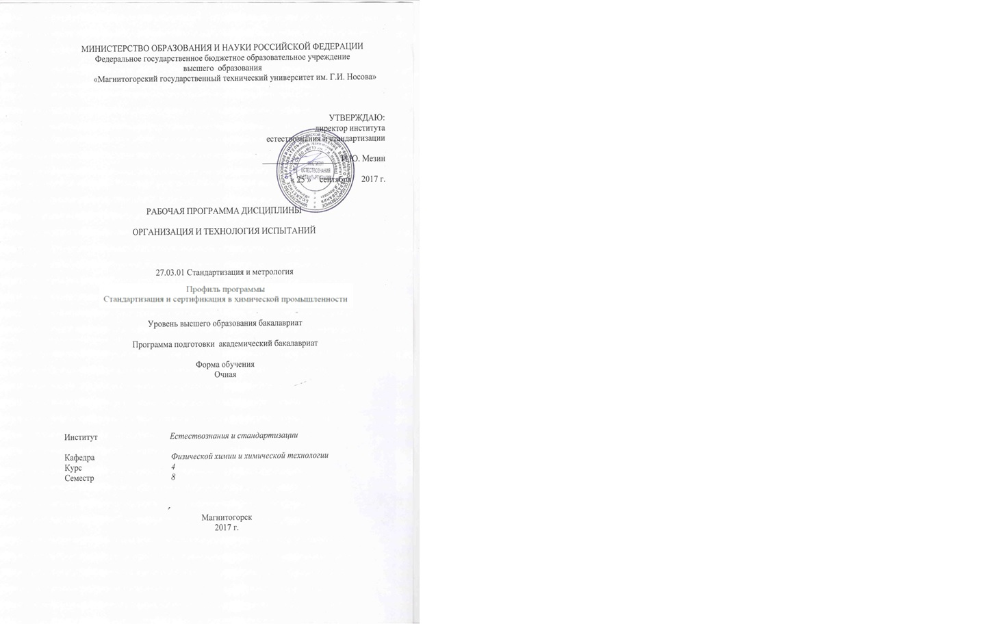 МИНИСТЕРСТВО ОБРАЗОВАНИЯ И НАУКИ РОССИЙСКОЙ ФЕДЕРАЦИИ
Федеральное государственное бюджетное образовательное учреждение
высшего образования
«Магнитогорский государственный технический университет им. Г.И. Носова»
УТВЕРЖДАЮ:
директор института
естествознания и стандартизации
И.Ю. Мезин
« 25 » сентября 2017 г.
ИНСТИТУТ
ЕСТЕСТВОЗНАНИЯ
И СТАНДАРТИЗАЦИИ
РАБОЧАЯ ПРОГРАММА ДИСЦИПЛИНЫ
ОРГАНИЗАЦИЯ И ТЕХНОЛОГИЯ ИСПЫТАНИЙ
27.03.01 Стандартизация и метрология
Профиль программы
Стандартизация и сертификация в химической промышленности
Уровень высшего образования бакалавриат
Программа подготовки академический бакалавриат
Форма обучения
Очная
Институт Естествознания и стандартизации
Кафедра Физической химии и химической технологии
Курс 4
Семестр 8
Магнитогорск
2017 г.